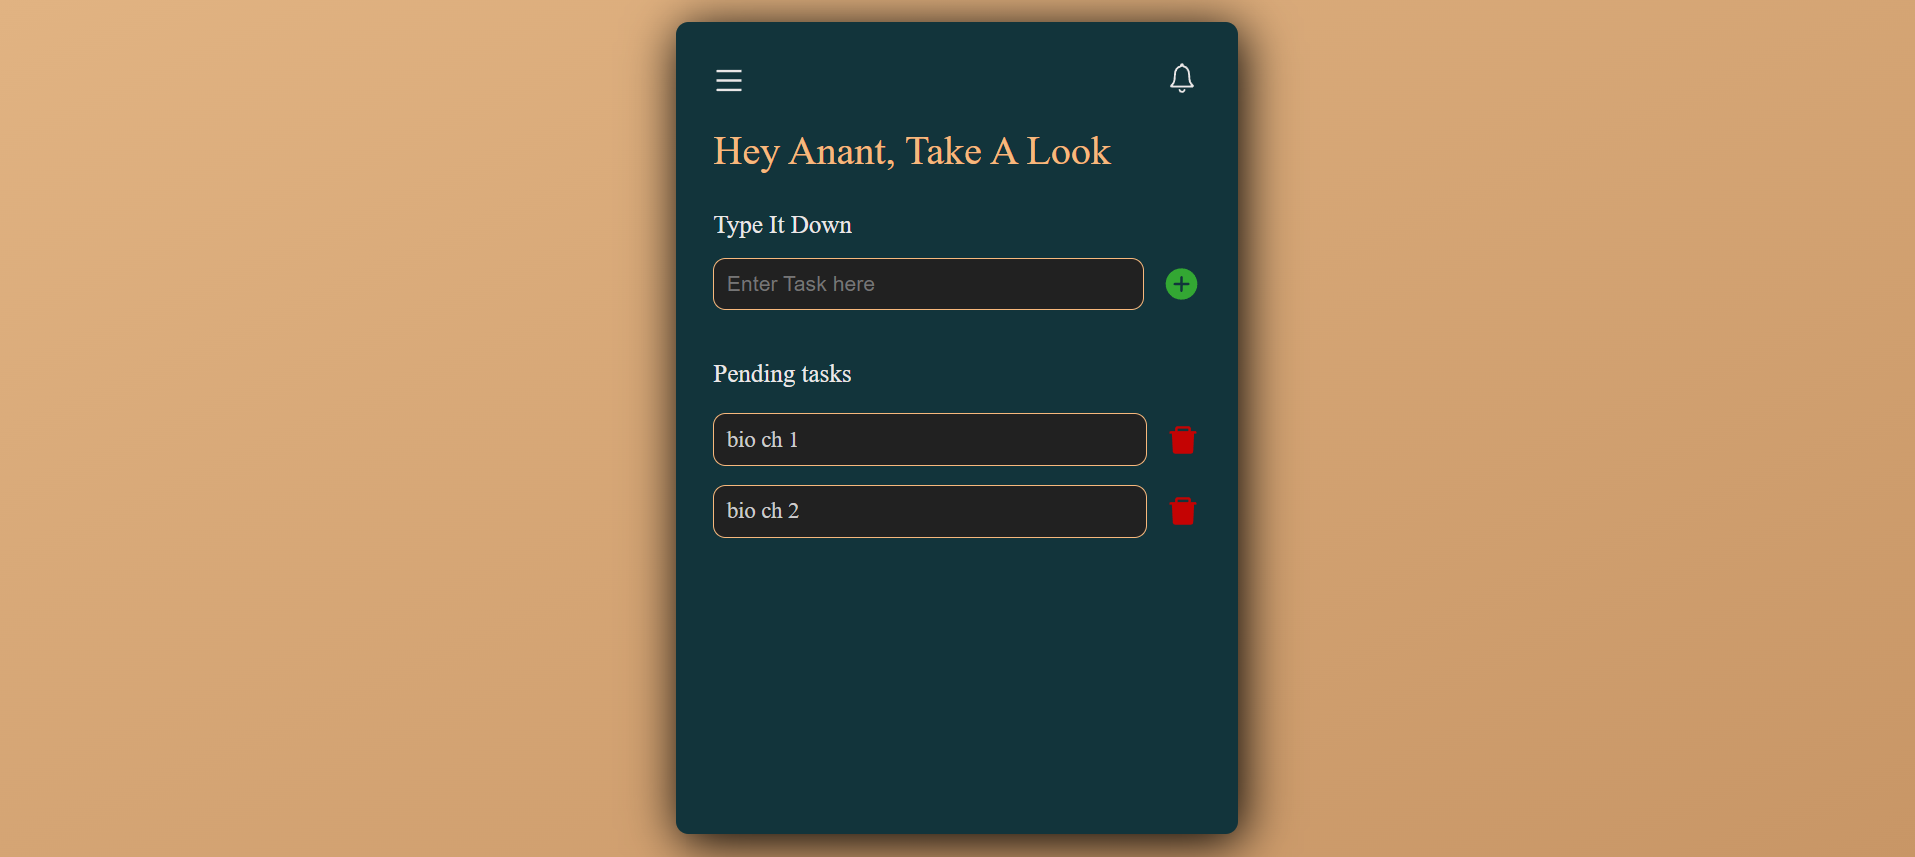 Hey Anant, Take A Look
Type It Down
Enter Task here
Pending tasks
bio ch 1
bio ch 2